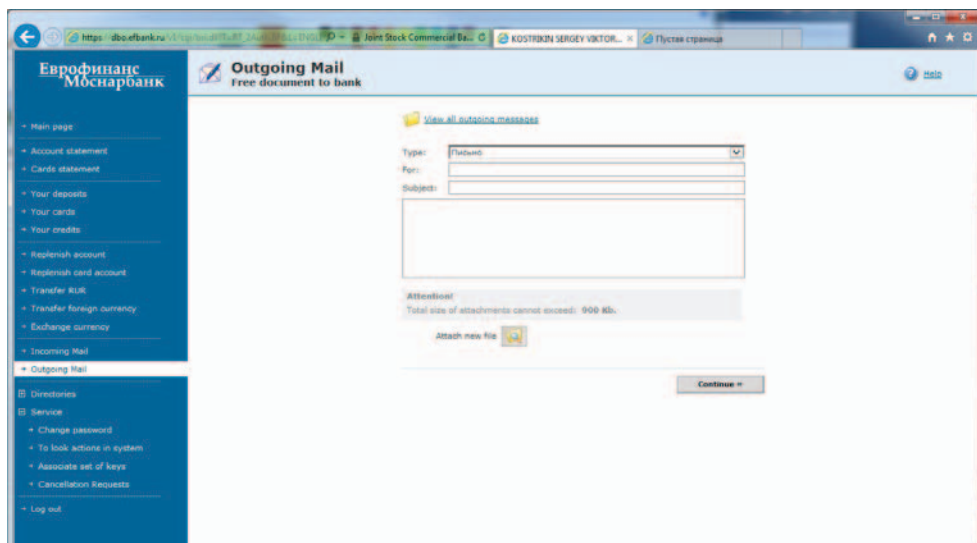 https dbo.efbank.ru
Joint Stock Commercial Ba...
KOSTRIKIN SERGEY VIKTOR...
Пустая страница
Еврофинанс
Моснарбанк
Outgoing Mail
Free document to bank
Help
Main page
Account statement
Cards statement
Your deposits
Your cards
Your credits
Replenish account
Replenish card account
Transfer RUR
Transfer foreign currency
Exchange currency
Incoming Mail
Outgoing Mail
Directories
Service
Change password
To look actions in system
Associate set of keys
Cancellation Requests
Log out
View all outgoing messages
Type: Письмо
For:
Subject:
Attention!
Total size of attachments cannot exceed: 900 Kb.
Attach new file
Continue »